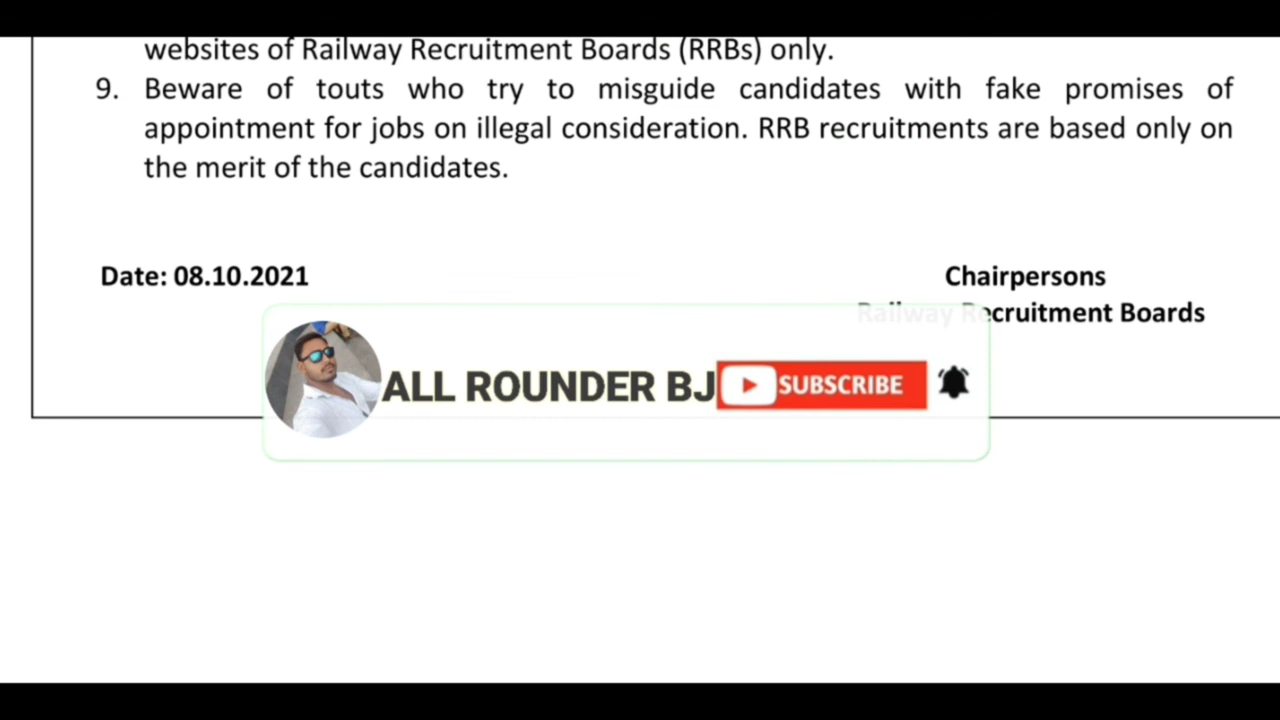 websites of Railway Recruitment Boards (RRBs) only.
9. Beware of touts who try to misguide candidates with fake promises of
appointment for jobs on illegal consideration. RRB recruitments are based only on
the merit of the candidates.
Date: 08.10.2021
Chairpersons
Railway Recruitment Boards
ALL ROUNDER BJ
SUBSCRIBE